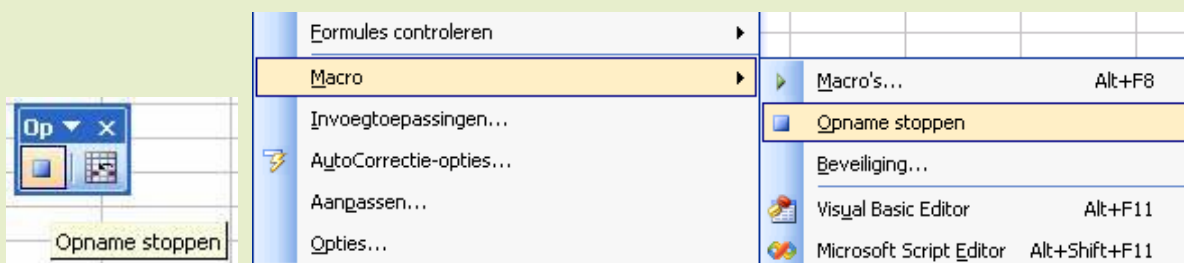 Op
Opname stoppen
Formules controleren
Macro
Invoegtoepassingen...
AutoCorrectie-opties...
Aanpassen...
Opties...
Macro's... Alt+F8
Opname stoppen
Beveiliging...
Visual Basic Editor Alt+F11
Microsoft Script Editor Alt+Shift+F11